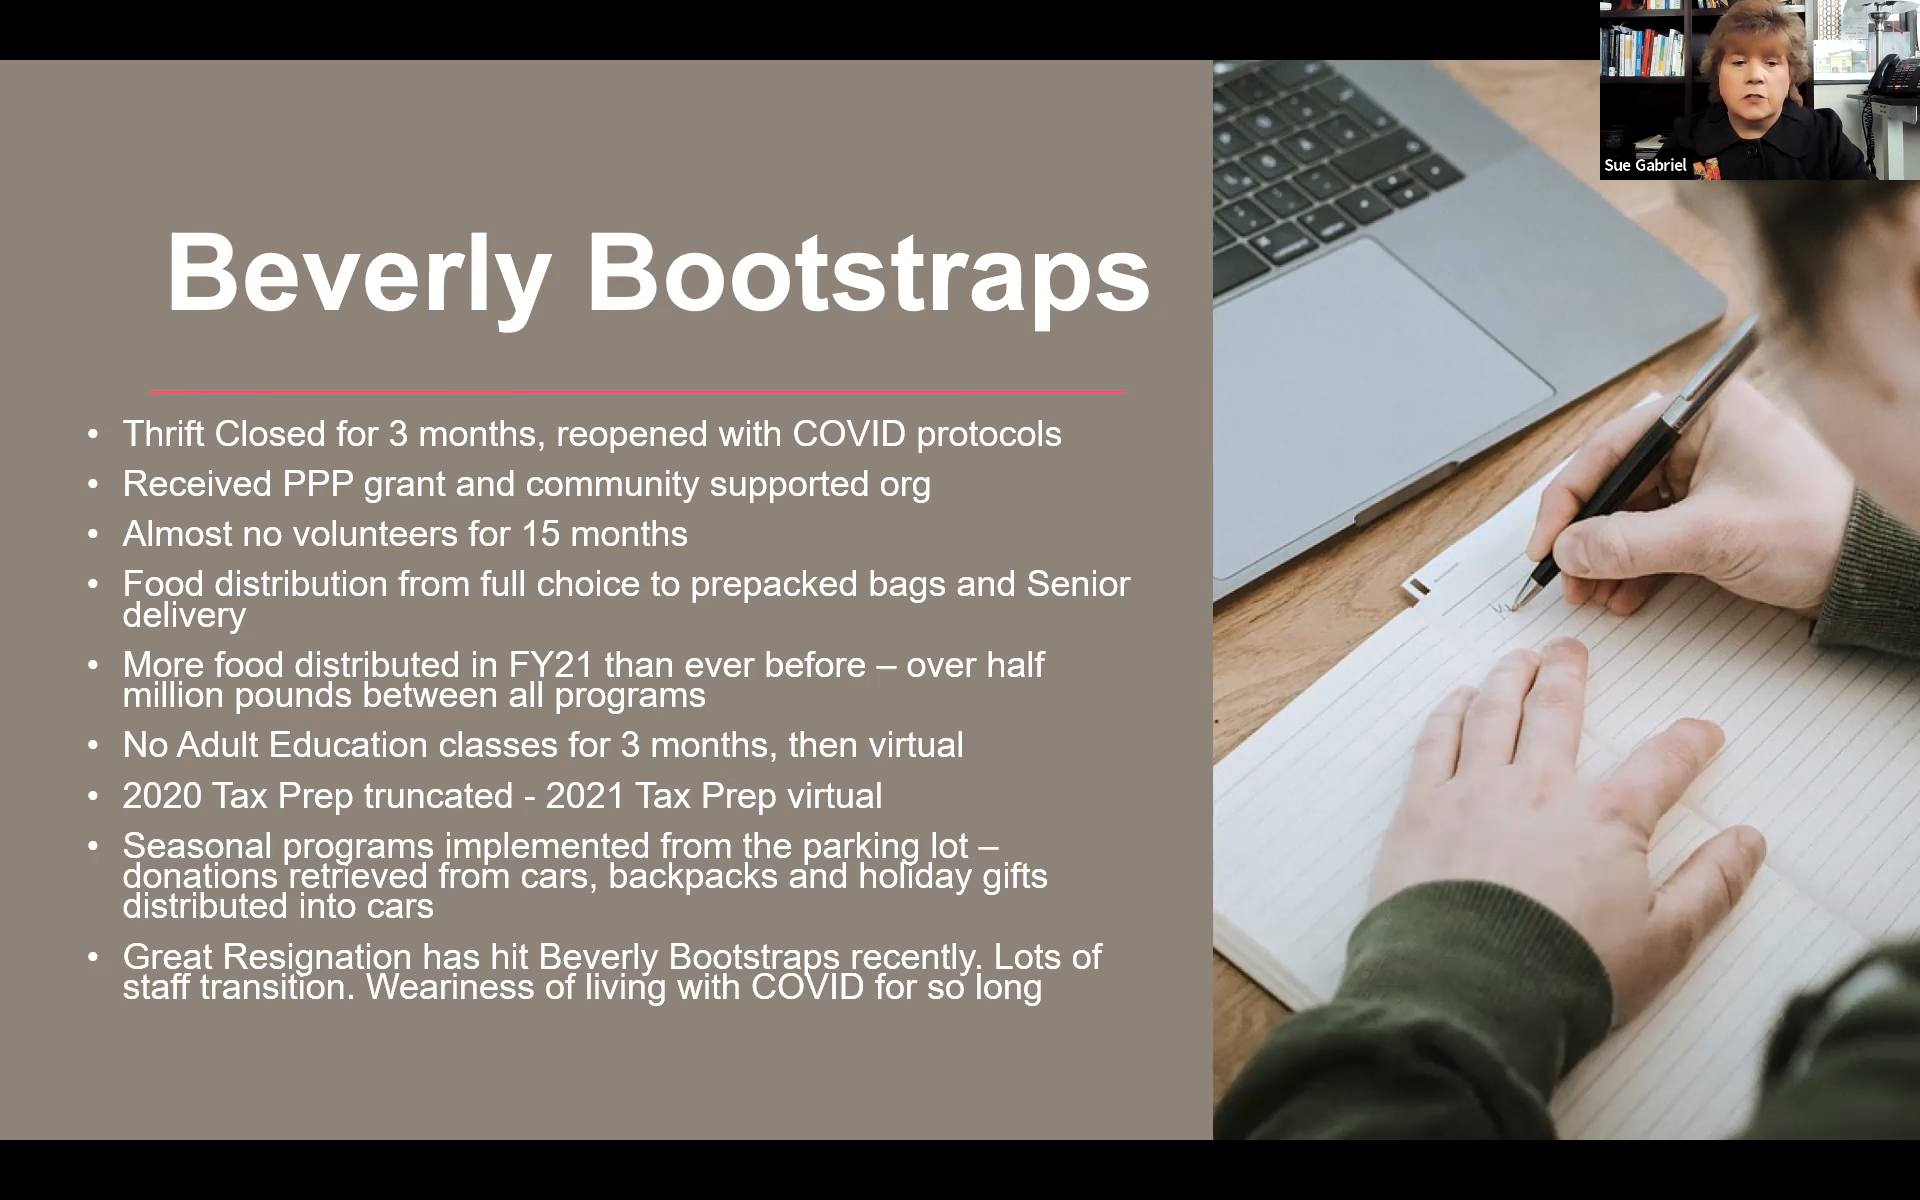 Sue Gabriel
Beverly Bootstraps
• Thrift Closed for 3 months, reopened with COVID protocols
• Received PPP grant and community supported org
• Almost no volunteers for 15 months
• Food distribution from full choice to prepacked bags and Senior
delivery
• More food distributed in FY21 than ever before – over half
million pounds between all programs
• No Adult Education classes for 3 months, then virtual
• 2020 Tax Prep truncated - 2021 Tax Prep virtual
• Seasonal programs implemented from the parking lot –
donations retrieved from cars, backpacks and holiday gifts
distributed into cars
• Great Resignation has hit Beverly Bootstraps recently. Lots of
staff transition. Weariness of living with COVID for so long